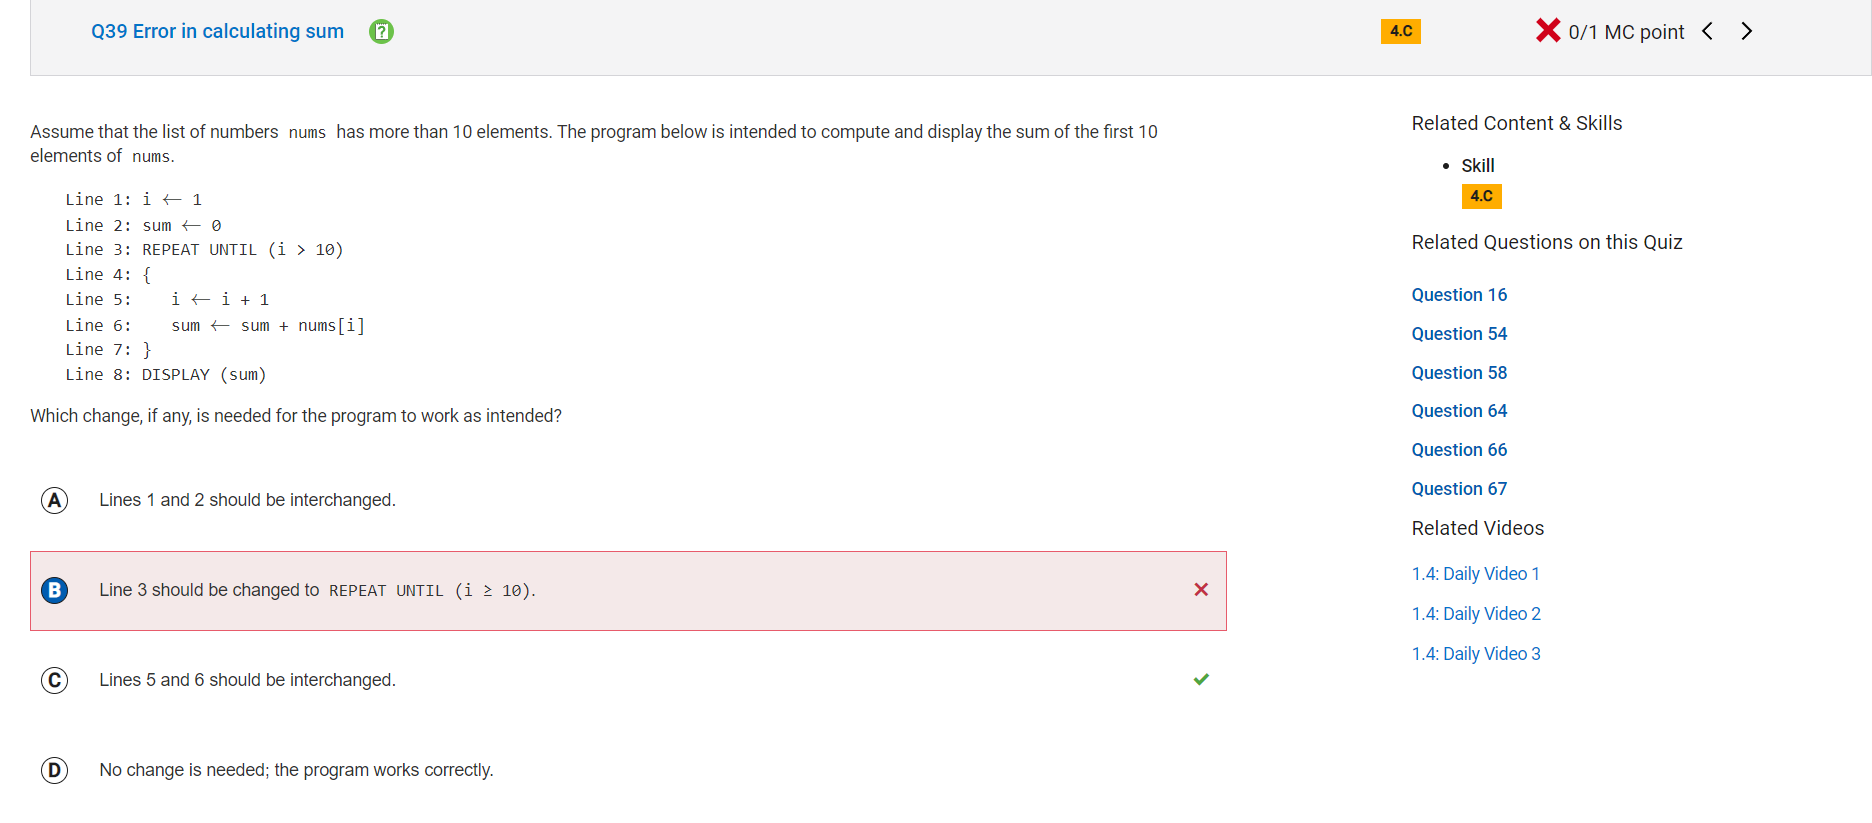 Q39 Error in calculating sum ?
4.C
0/1 MC point
Assume that the list of numbers nums has more than 10 elements. The program below is intended to compute and display the sum of the first 10
elements of nums.
Line 1: i ← 1
Line 2: sum ← 0
Line 3: REPEAT UNTIL (i > 10)
Line 4: {
Line 5: i ← i + 1
Line 6: sum ← sum + nums[i]
Line 7: }
Line 8: DISPLAY (sum)
Which change, if any, is needed for the program to work as intended?
A Lines 1 and 2 should be interchanged.
B Line 3 should be changed to REPEAT UNTIL (i ≥ 10).
C Lines 5 and 6 should be interchanged.
D No change is needed; the program works correctly.
Related Content & Skills
• Skill
4.C
Related Questions on this Quiz
Question 16
Question 54
Question 58
Question 64
Question 66
Question 67
Related Videos
1.4: Daily Video 1
1.4: Daily Video 2
1.4: Daily Video 3